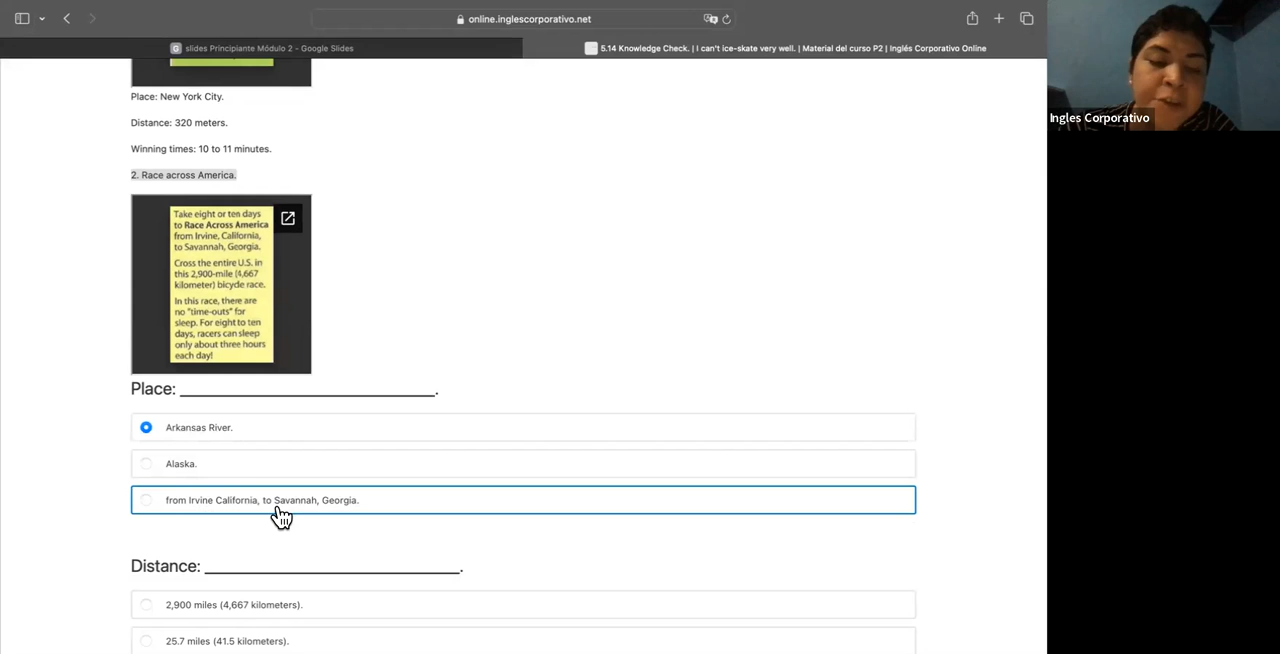 online.inglescorporativo.net
G slides Principiante Módulo 2 - Google Slides
5.14 Knowledge Check. | I can't ice-skate very well. | Material del curso P2 | Inglés Corporativo Online
Ingles Corporativo
Place: New York City.
Distance: 320 meters.
Winning times: 10 to 11 minutes.
2. Race across America.
Take eight or ten days
to Race Across America
from Irvine, California,
to Savannah, Georgia.
Cross the entire U.S. in
this 2,900-mile (4,667
kilometer) bicycle race.
In this race, there are
no "time-outs" for
sleep. For eight to ten
days, racers can sleep
only about three hours
each day!
Place: ______________________________.
Arkansas River.
Alaska.
from Irvine California, to Savannah, Georgia.
Distance: ______________________________.
2,900 miles (4,667 kilometers).
25.7 miles (41.5 kilometers).